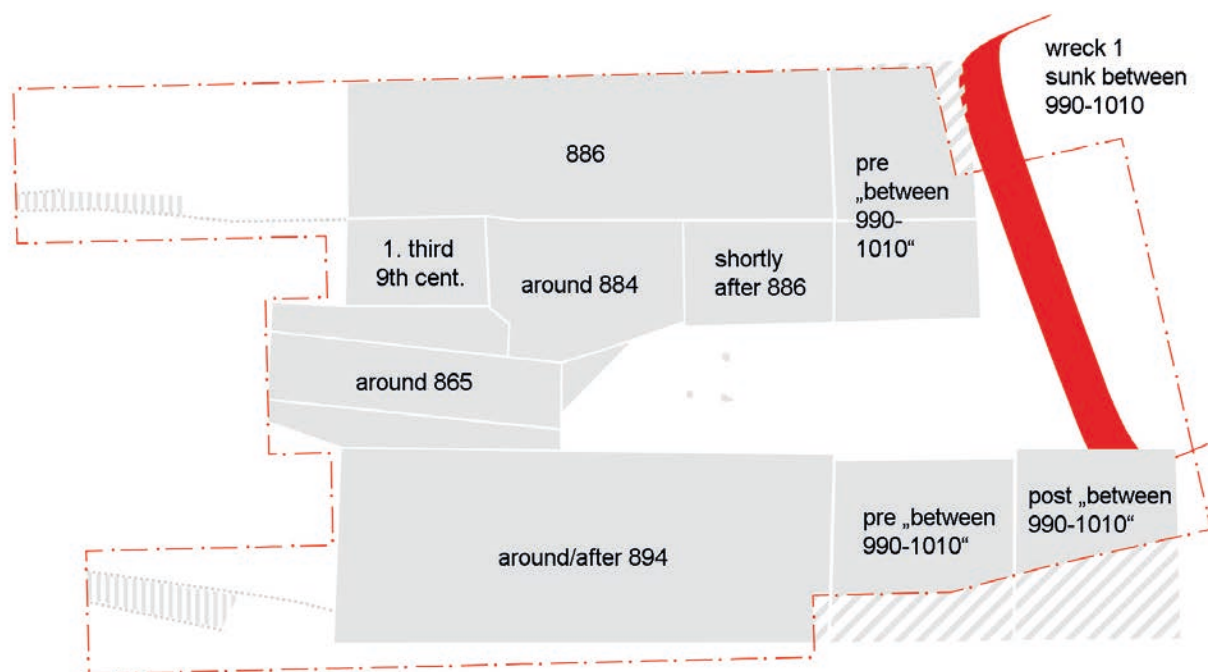 wreck 1
sunk between
990-1010
886
pre
„between
990-
1010“
1. third
9th cent.
around 884
shortly
after 886
around 865
around/after 894
pre „between
990-1010“
post „between
990-1010“